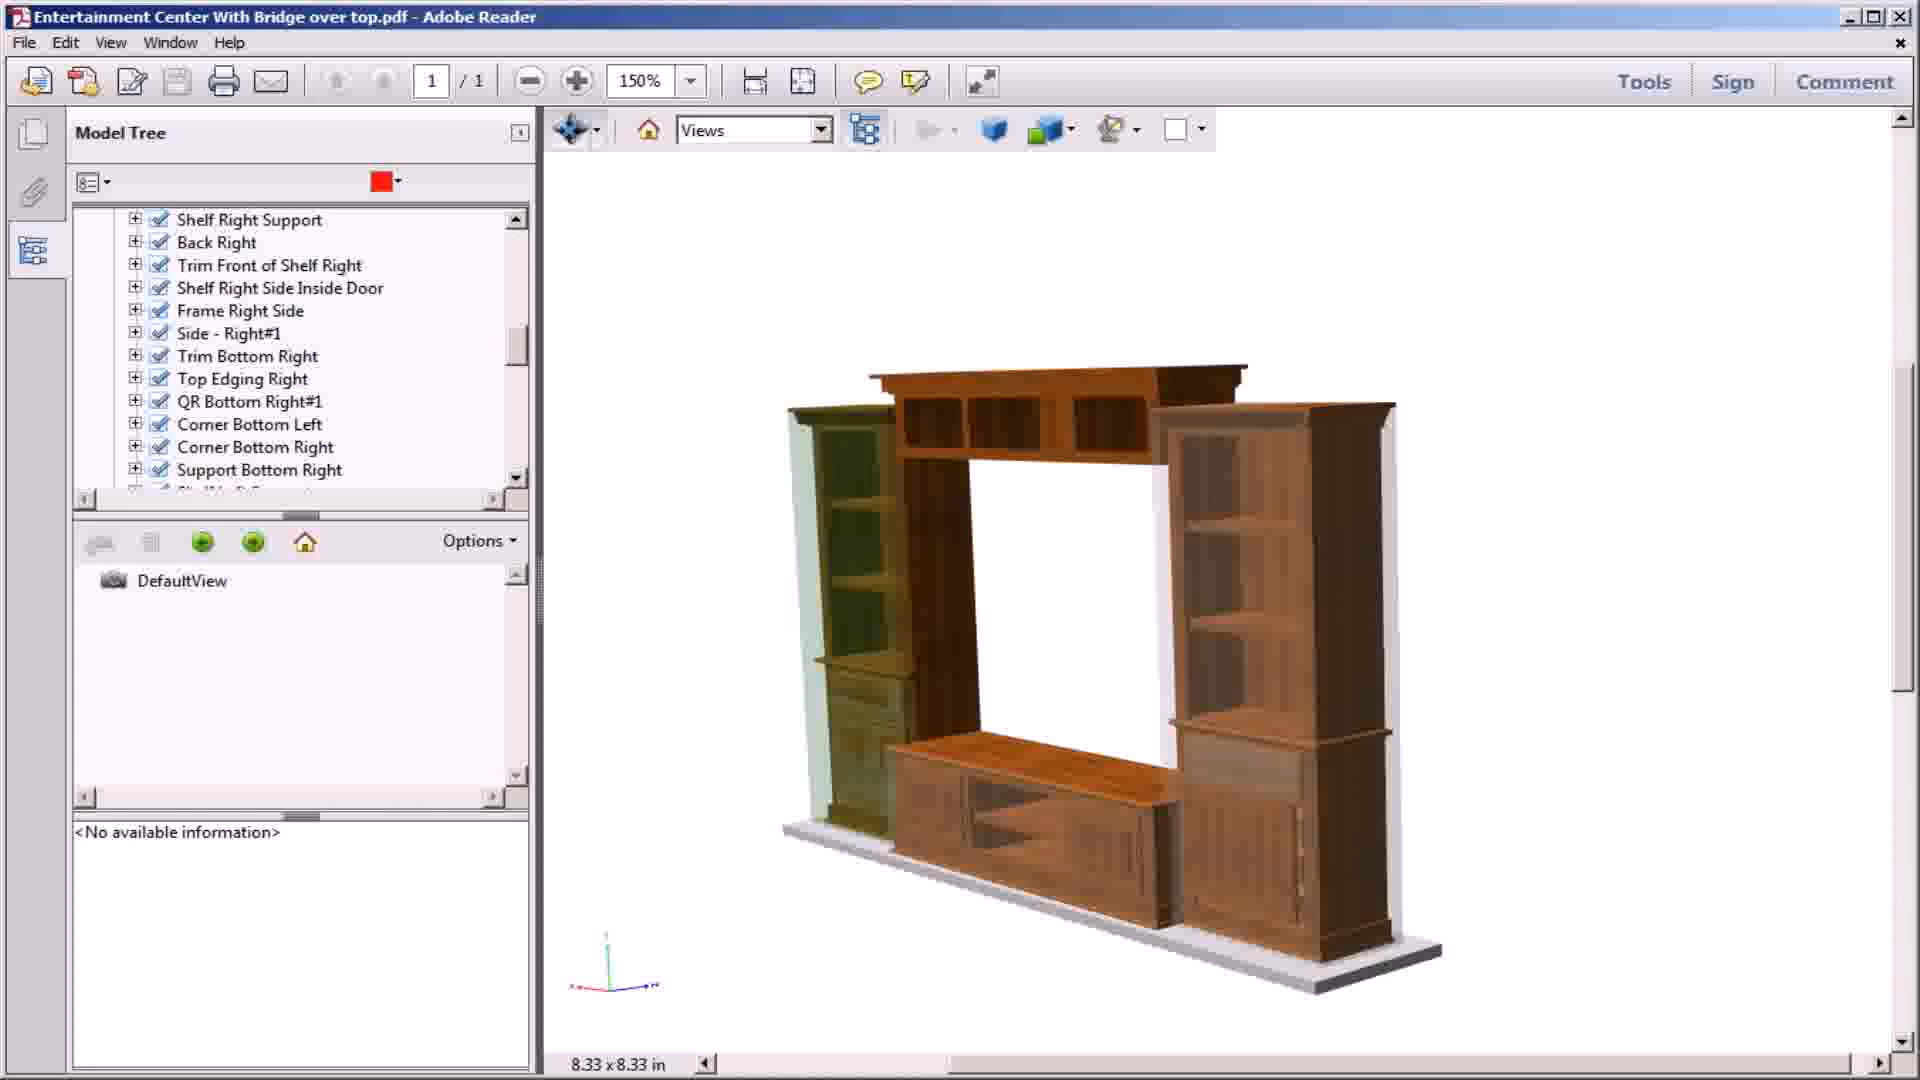 Entertainment Center With Bridge over top.pdf - Adobe Reader
File Edit View Window Help
1 / 1 150% Tools Sign Comment
Model Tree
Views
Shelf Right Support
Back Right
Trim Front of Shelf Right
Shelf Right Side Inside Door
Frame Right Side
Side - Right#1
Trim Bottom Right
Top Edging Right
QR Bottom Right#1
Corner Bottom Left
Corner Bottom Right
Support Bottom Right
Options
DefaultView
<No available information>
8.33 x 8.33 in